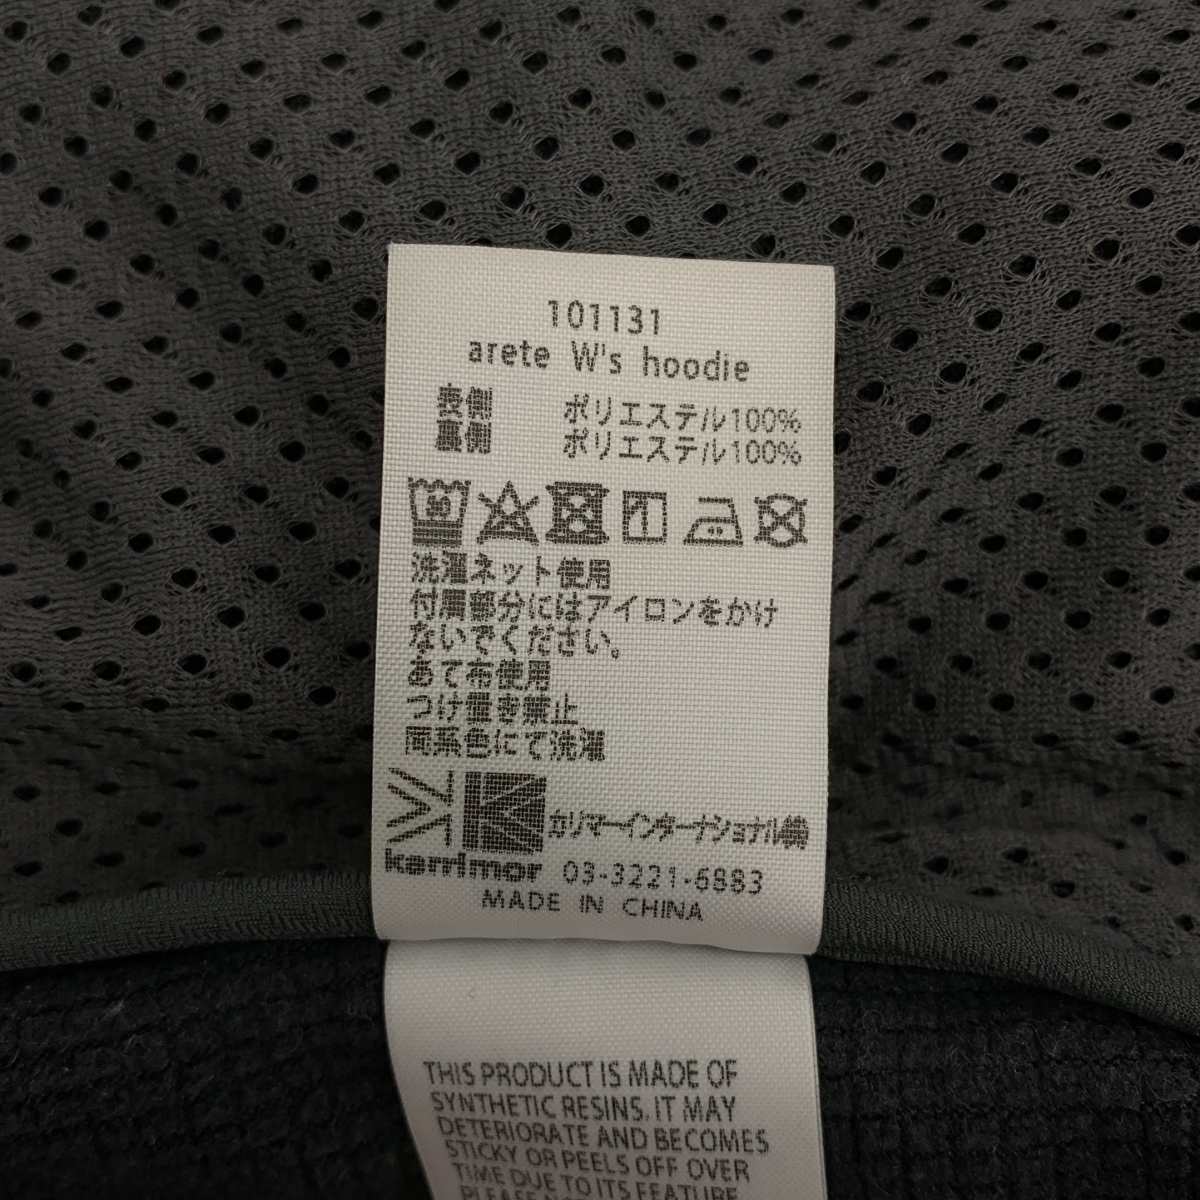 101131
arete W's hoodie
表側 ポリエステル100%
裏側 ポリエステル100%
洗濯ネット使用
付属部分にはアイロンをかけ
ないでください。
あて布使用
つけ置き禁止
同系色にて洗濯
karrimor
カリマーインターナショナル㈱
03-3221-6883
MADE IN CHINA
THIS PRODUCT IS MADE OF
SYNTHETIC RESINS. IT MAY
DETERIORATE AND BECOMES
STICKY OR PEELS OFF OVER
TIME DUE TO ITS FEATURE